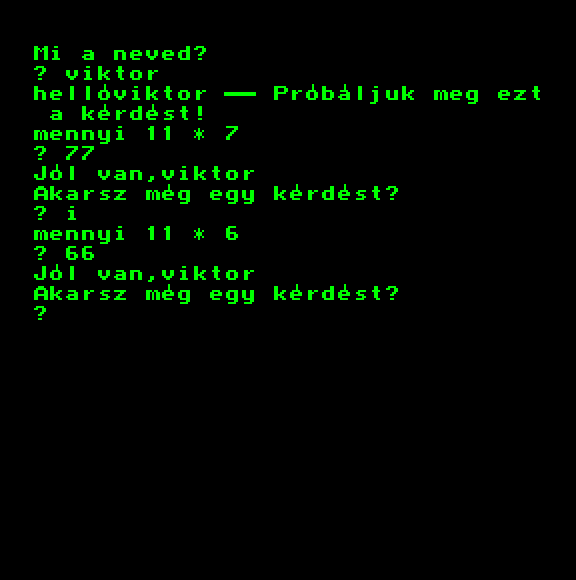 Mi a neved?
? viktor
hellóviktor —— Próbáljuk meg ezt
a kérdést!
mennyi 11 * 7
? 77
Jól van,viktor
Akarsz még egy kérdést?
? i
mennyi 11 * 6
? 66
Jól van,viktor
Akarsz még egy kérdést?
?